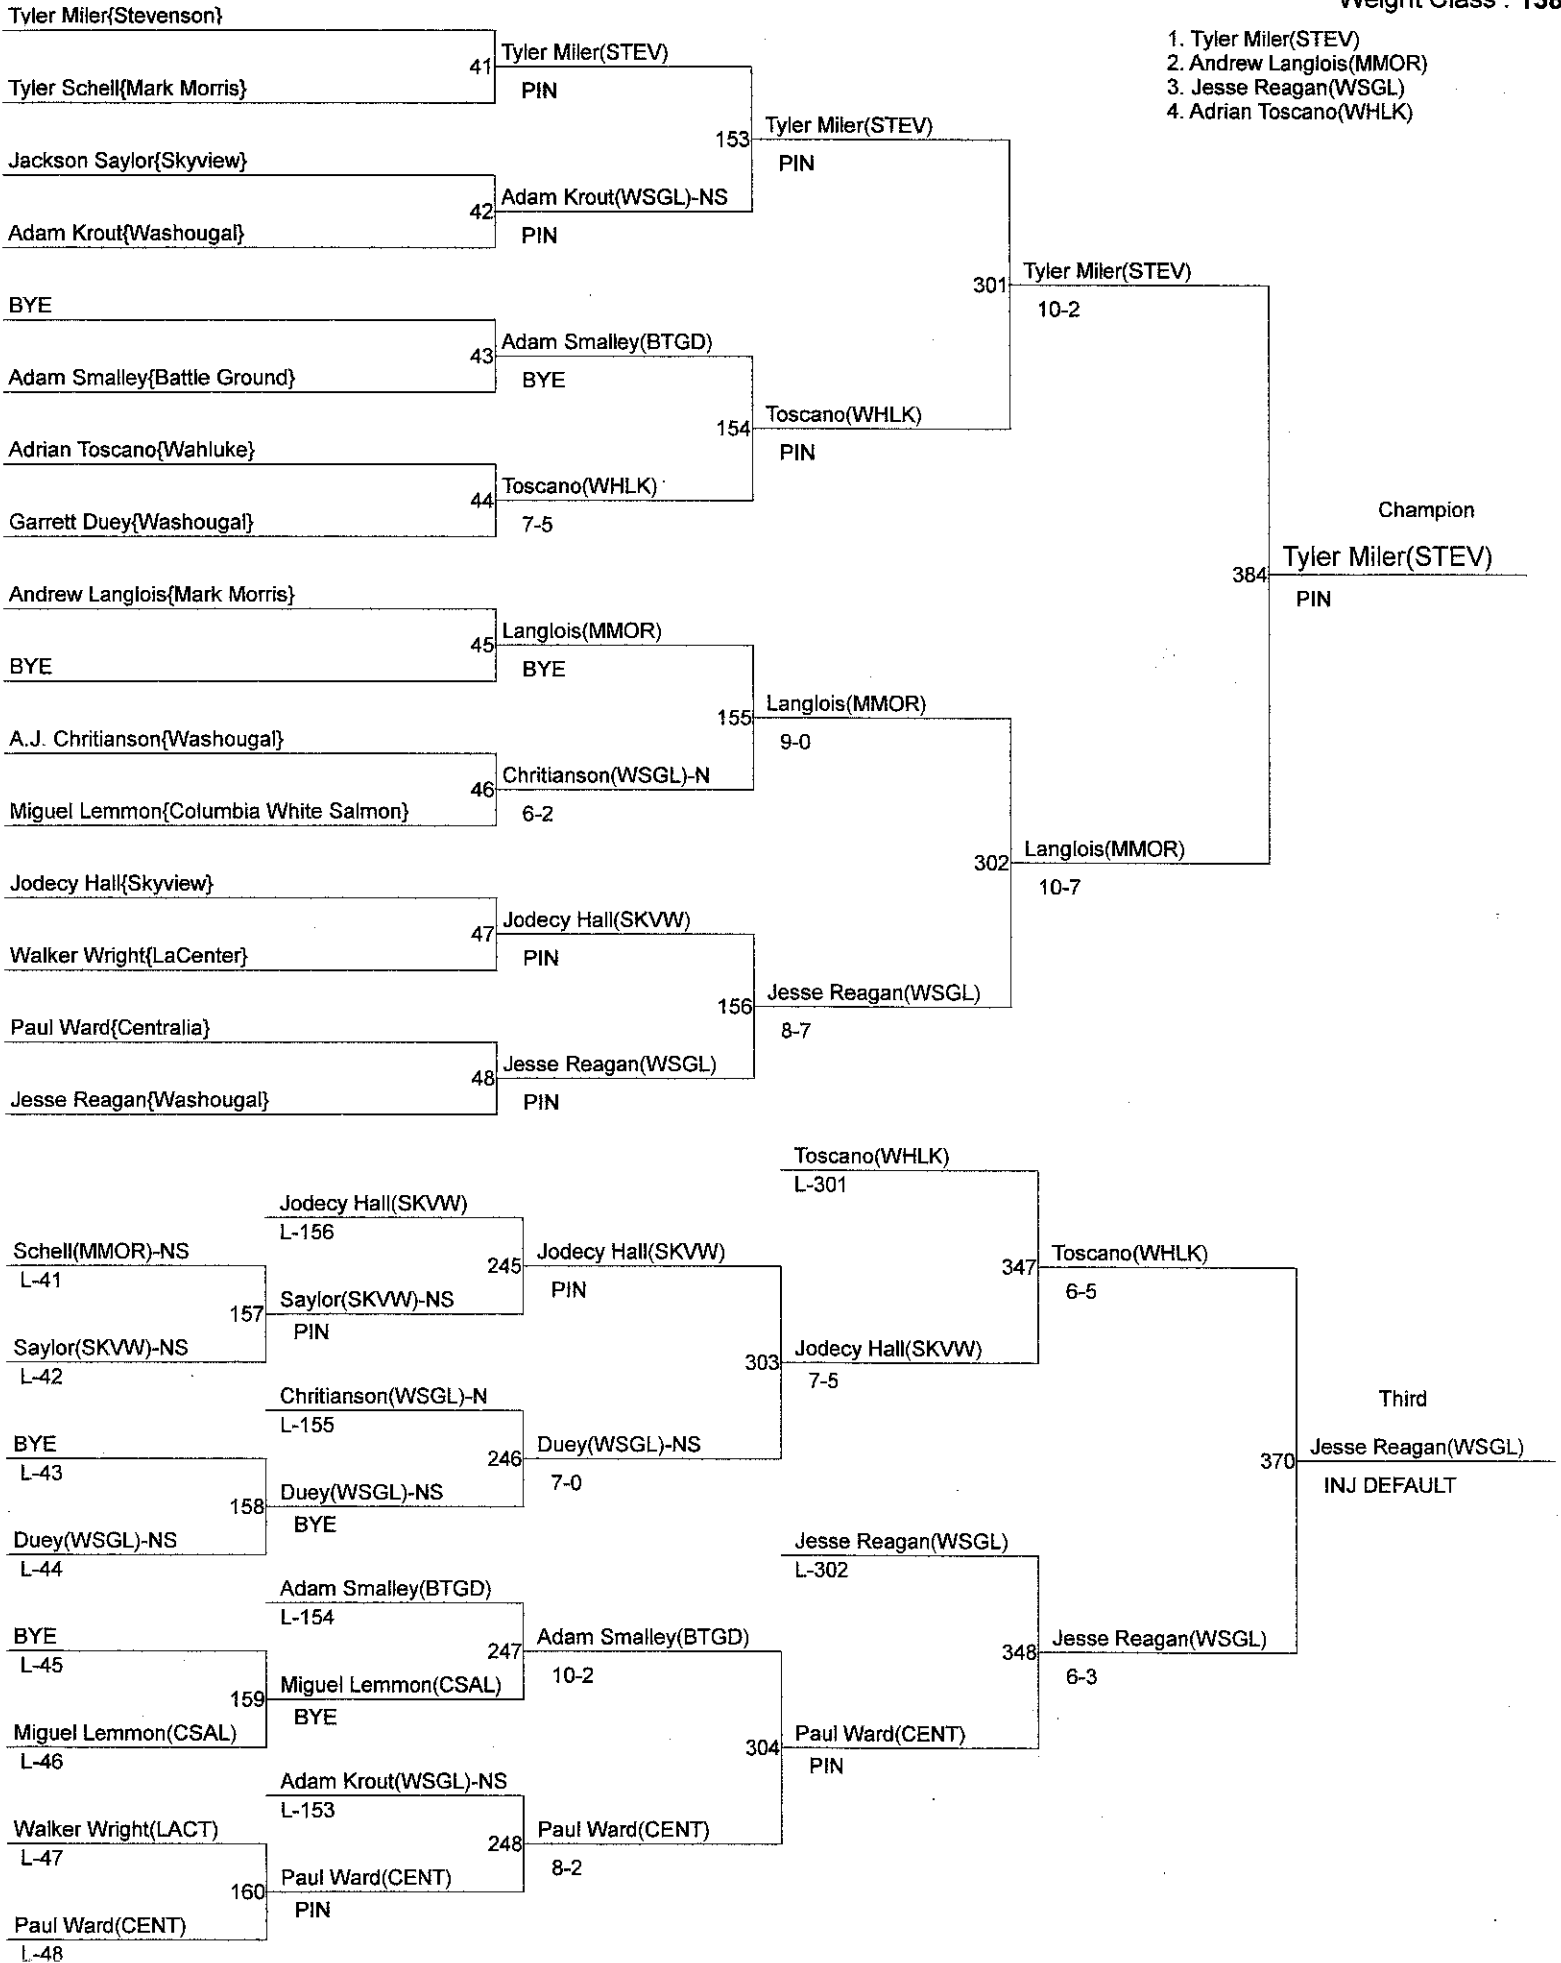 Tyler Miler{Stevenson}
Weight Class : 138
1. Tyler Miler(STEV)
2. Andrew Langlois(MMOR)
3. Jesse Reagan(WSGL)
4. Adrian Toscano(WHLK)
41 Tyler Miler(STEV)
PIN
Tyler Schell{Mark Morris}
153 Tyler Miler(STEV)
PIN
Jackson Saylor{Skyview}
42 Adam Krout(WSGL)-NS
PIN
Adam Krout{Washougal}
301 Tyler Miler(STEV)
10-2
BYE
43 Adam Smalley(BTGD)
BYE
Adam Smalley{Battle Ground}
154 Toscano(WHLK)
PIN
Adrian Toscano{Wahluke}
44 Toscano(WHLK)
7-5
Garrett Duey{Washougal}
Champion
384 Tyler Miler(STEV)
PIN
Andrew Langlois{Mark Morris}
45 Langlois(MMOR)
BYE
BYE
155 Langlois(MMOR)
9-0
A.J. Chritianson{Washougal}
46 Chritianson(WSGL)-N
6-2
Miguel Lemmon{Columbia White Salmon}
302 Langlois(MMOR)
10-7
Jodecy Hall{Skyview}
47 Jodecy Hall(SKVW)
PIN
Walker Wright{LaCenter}
156 Jesse Reagan(WSGL)
8-7
Paul Ward{Centralia}
48 Jesse Reagan(WSGL)
PIN
Jesse Reagan{Washougal}
Toscano(WHLK)
L-301
Jodecy Hall(SKVW)
L-156
Schell(MMOR)-NS
L-41
245 Jodecy Hall(SKVW)
PIN
347 Toscano(WHLK)
6-5
157 Saylor(SKVW)-NS
PIN
Saylor(SKVW)-NS
L-42
303 Jodecy Hall(SKVW)
7-5
Chritianson(WSGL)-N
L-155
Third
BYE
L-43
246 Duey(WSGL)-NS
7-0
370 Jesse Reagan(WSGL)
INJ DEFAULT
158 Duey(WSGL)-NS
BYE
Duey(WSGL)-NS
L-44
Jesse Reagan(WSGL)
L-302
Adam Smalley(BTGD)
L-154
BYE
L-45
247 Adam Smalley(BTGD)
10-2
348 Jesse Reagan(WSGL)
6-3
159 Miguel Lemmon(CSAL)
BYE
Miguel Lemmon(CSAL)
L-46
304 Paul Ward(CENT)
PIN
Adam Krout(WSGL)-NS
L-153
Walker Wright(LACT)
L-47
248 Paul Ward(CENT)
8-2
160 Paul Ward(CENT)
PIN
Paul Ward(CENT)
L-48